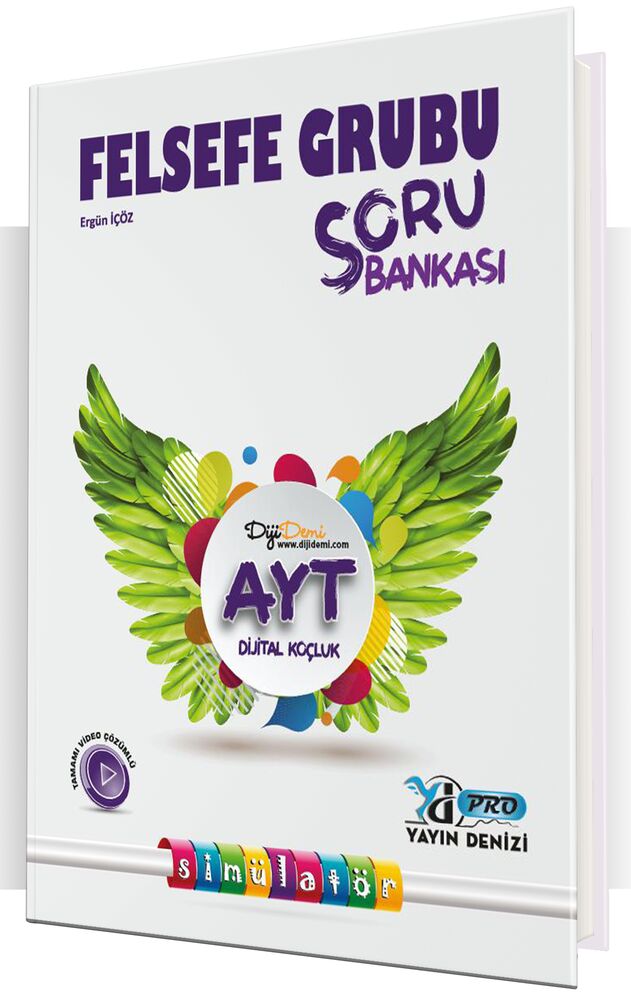 FELSEFE GRUBU
Ergün İÇÖZ
SORU
BANKASI
DijiDemi
www.dijidemi.com
AYT
DİJİTAL KOÇLUK
TAMAMI VİDEO ÇÖZÜMLÜ
Yd PRO
YAYIN DENİZİ
simülatör